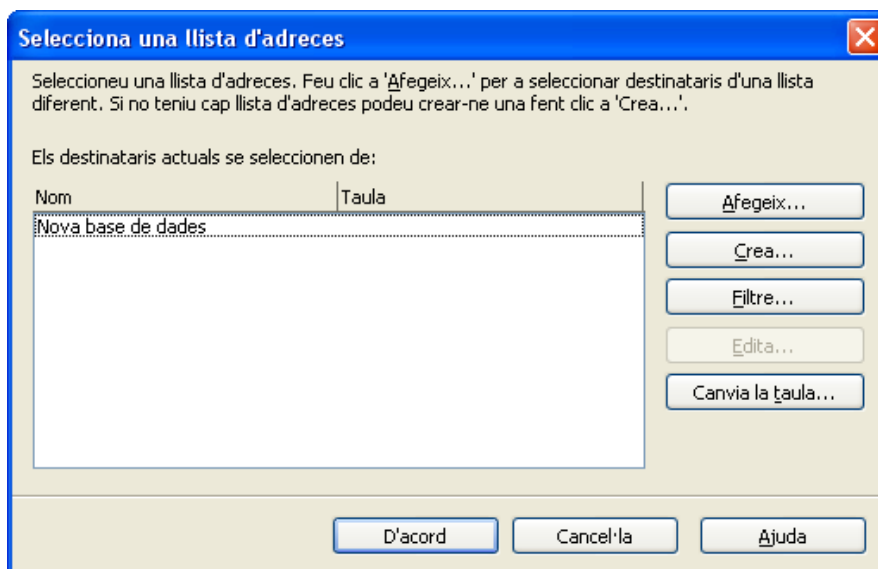 Selecciona una llista d'adreces
Seleccioneu una llista d'adreces. Feu clic a 'Afegeix...' per a seleccionar destinataris d'una llista
diferent. Si no teniu cap llista d'adreces podeu crear-ne una fent clic a 'Crea...'.
Els destinataris actuals se seleccionen de:
Nom Taula
Nova base de dades
Afegeix...
Crea...
Filtre...
Edita...
Canvia la taula...
D'acord Cancel·la Ajuda